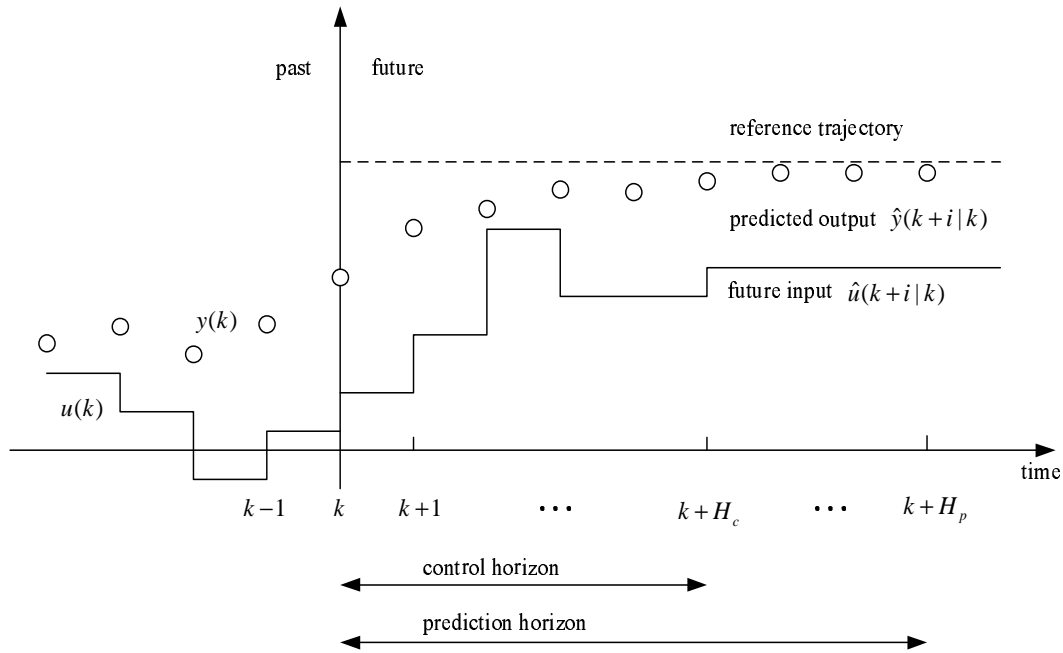 past
future
reference trajectory
predicted output ŷ(k+i|k)
future input û(k+i|k)
y(k)
u(k)
time
k−1
k
k+1
⋯
k+H_c
⋯
k+H_p
control horizon
prediction horizon